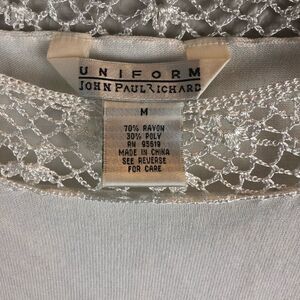 UNIFORM
JOHN PAUL RICHARD
M
70% RAYON
30% POLY
RN 95619
MADE IN CHINA
SEE REVERSE
FOR CARE